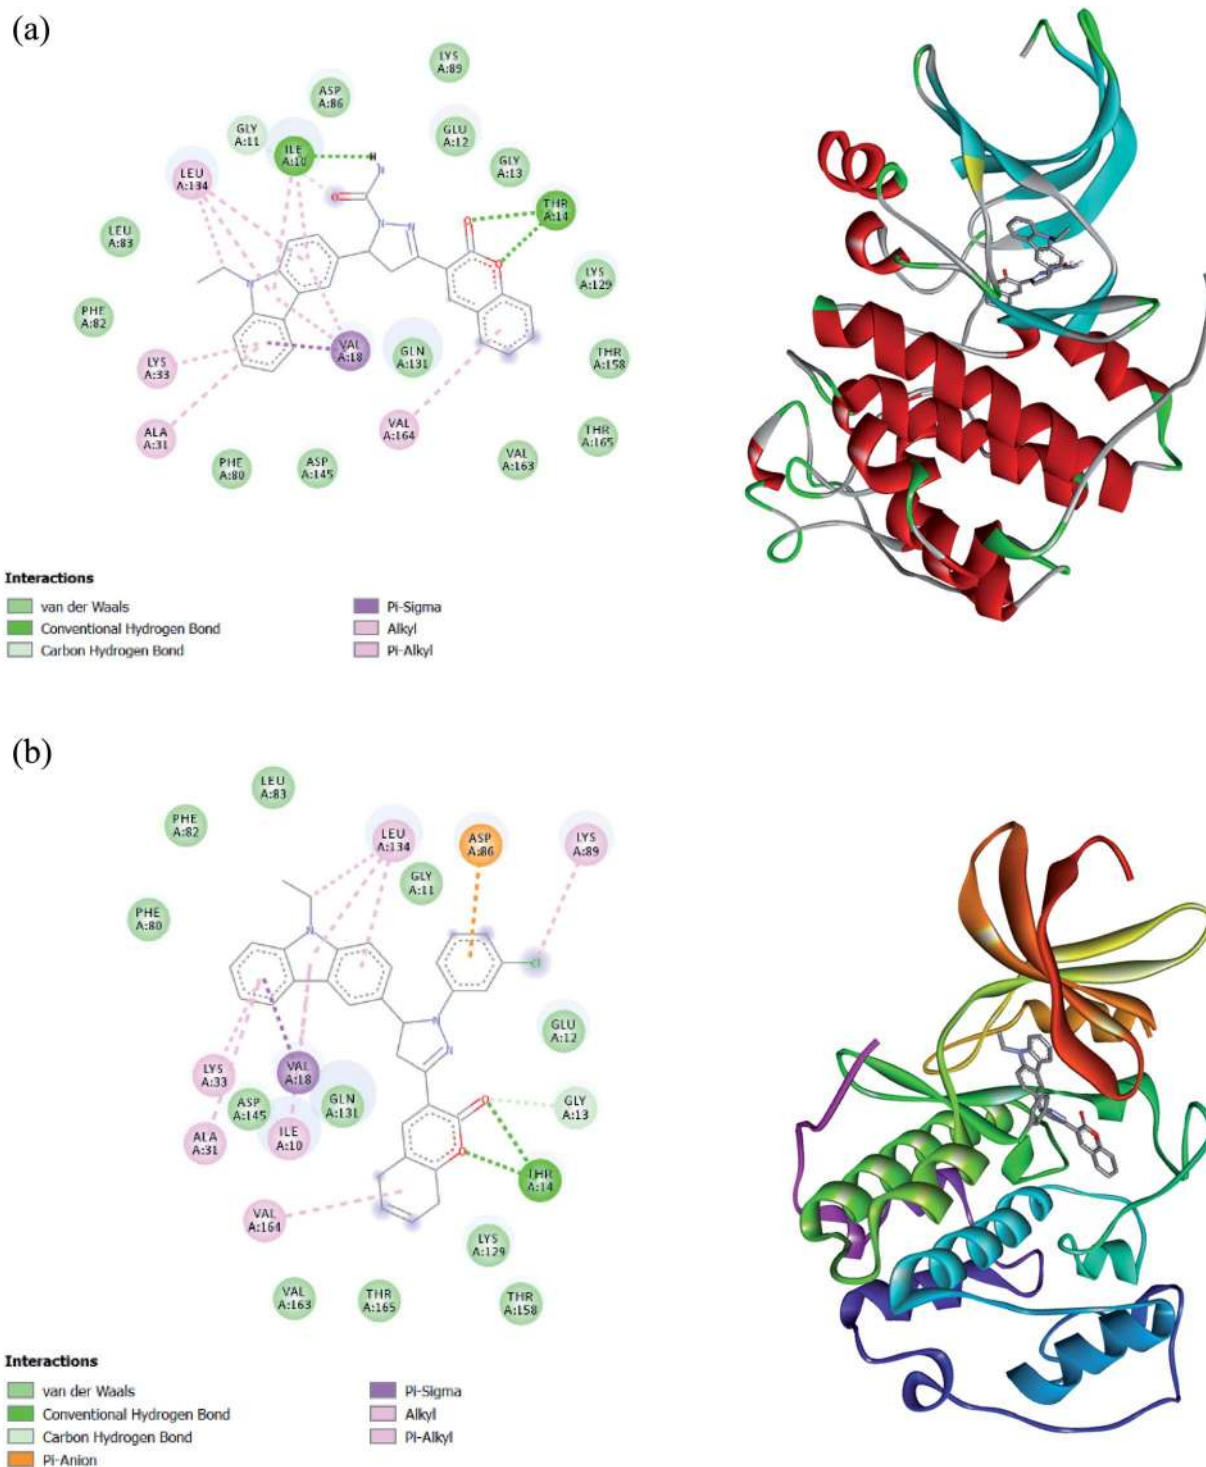 (a)
LYS
A:89
ASP
A:86
GLY
A:11
ILE
A:10
H
N
GLU
A:12
GLY
A:13
LEU
A:134
O
THR
A:14
N
N
O
O
LEU
A:83
LYS
A:129
N
PHE
A:82
LYS
A:33
VAL
A:18
GLN
A:131
THR
A:158
ALA
A:31
VAL
A:164
THR
A:165
PHE
A:80
ASP
A:145
VAL
A:163
Interactions
van der Waals
Conventional Hydrogen Bond
Carbon Hydrogen Bond
Pi-Sigma
Alkyl
Pi-Alkyl
(b)
LEU
A:83
PHE
A:82
LEU
A:134
ASP
A:86
LYS
A:89
GLY
A:11
PHE
A:80
N
Cl
N
N
GLU
A:12
LYS
A:33
VAL
A:18
ASP
A:145
GLN
A:131
O
GLY
A:13
ALA
A:31
ILE
A:10
O
THR
A:14
VAL
A:164
LYS
A:129
VAL
A:163
THR
A:165
THR
A:158
Interactions
van der Waals
Conventional Hydrogen Bond
Carbon Hydrogen Bond
Pi-Anion
Pi-Sigma
Alkyl
Pi-Alkyl